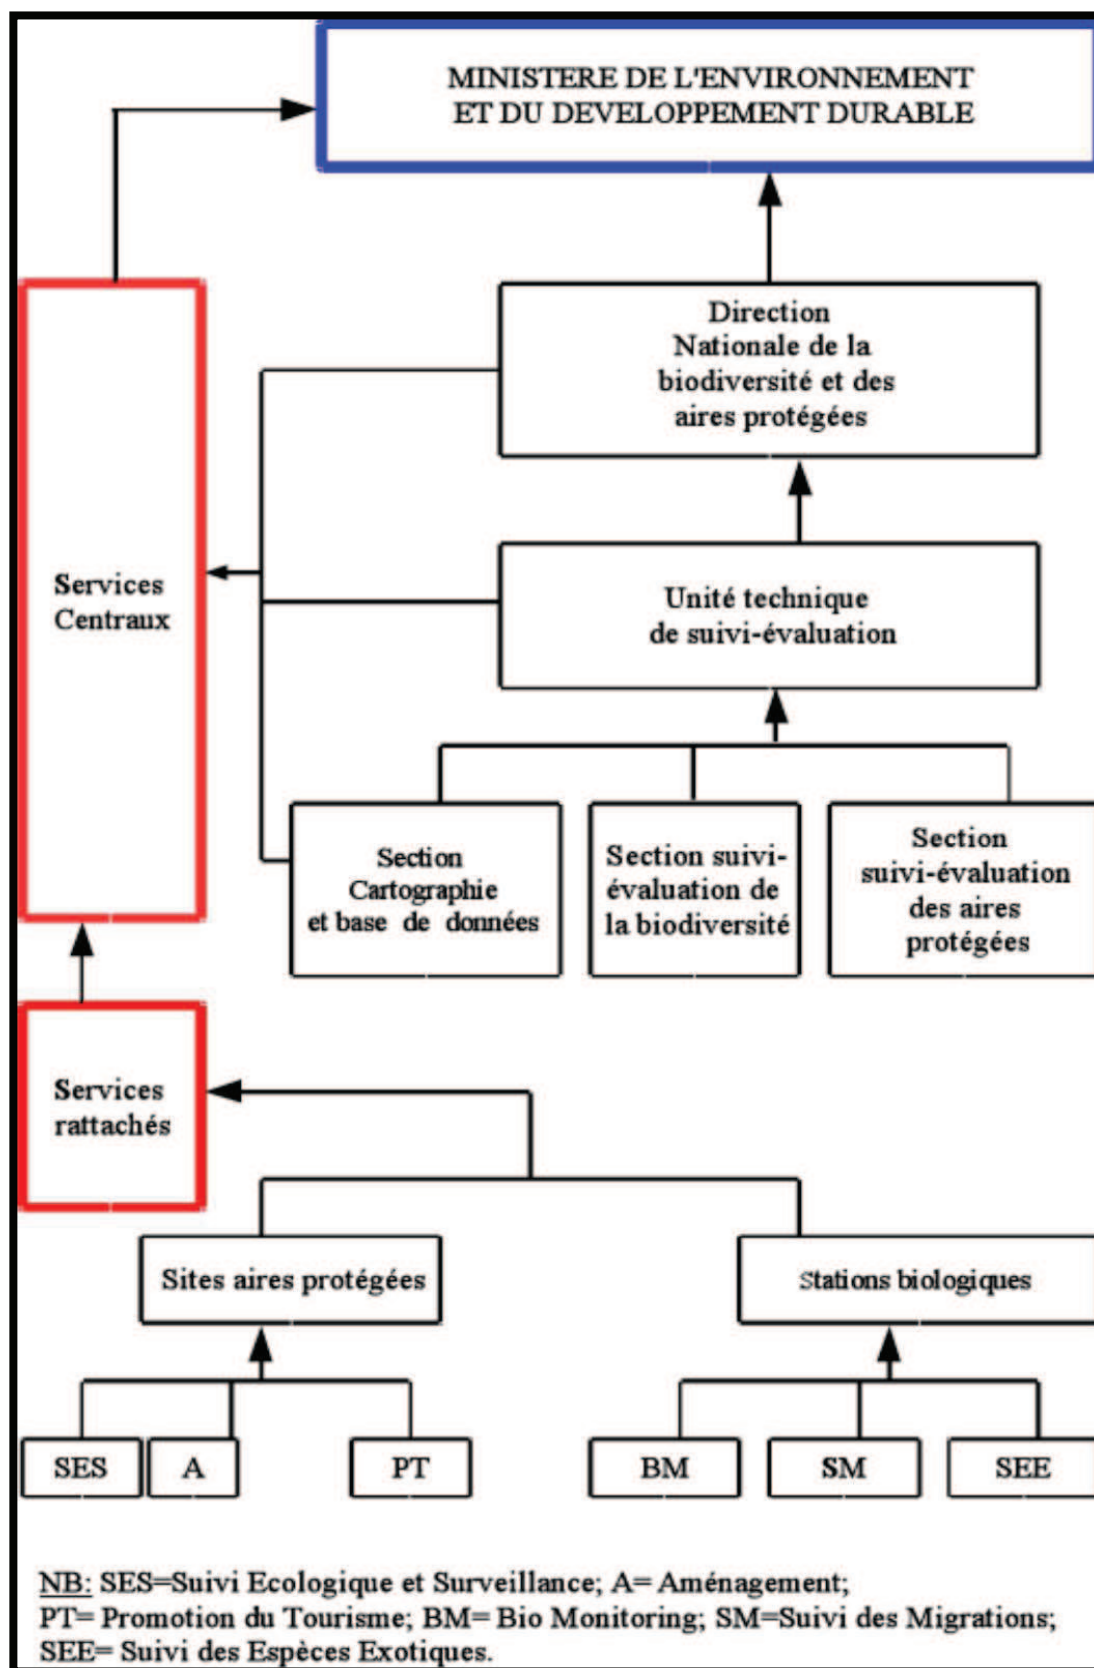 MINISTERE DE L'ENVIRONNEMENT
ET DU DEVELOPPEMENT DURABLE
Direction
Nationale de la
biodiversité et des
aires protégées
Services
Centraux
Unité technique
de suivi-évaluation
Section
Cartographie
et base de données
Section suivi-
évaluation de
la biodiversité
Section
suivi-évaluation
des aires
protégées
Services
rattachés
Sites aires protégées
Stations biologiques
SES
A
PT
BM
SM
SEE
NB: SES=Suivi Ecologique et Surveillance; A= Aménagement;
PT= Promotion du Tourisme; BM= Bio Monitoring; SM=Suivi des Migrations;
SEE= Suivi des Espèces Exotiques.